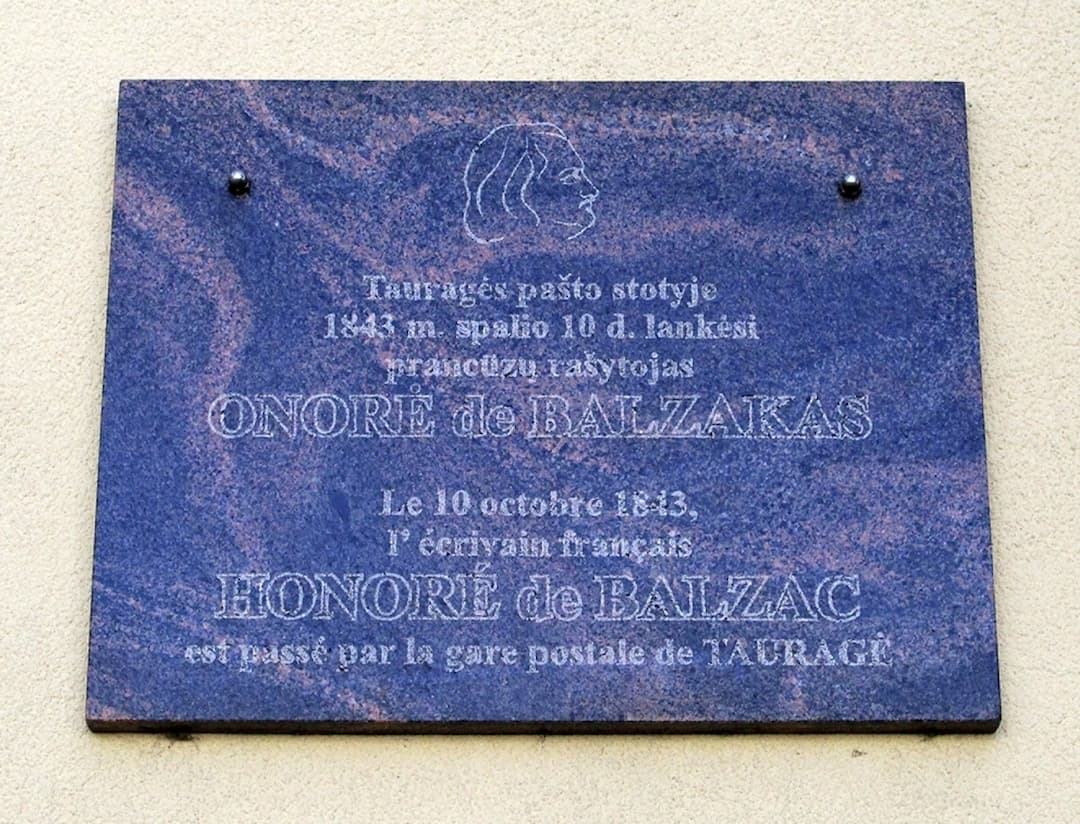 Tauragės pašto stotyje
1843 m. spalio 10 d. lankėsi
prancūzų rašytojas
ONORĖ de BALZAKAS
Le 10 octobre 1843,
l' écrivain français
HONORÉ de BALZAC
est passé par la gare postale de TAURAGĖ